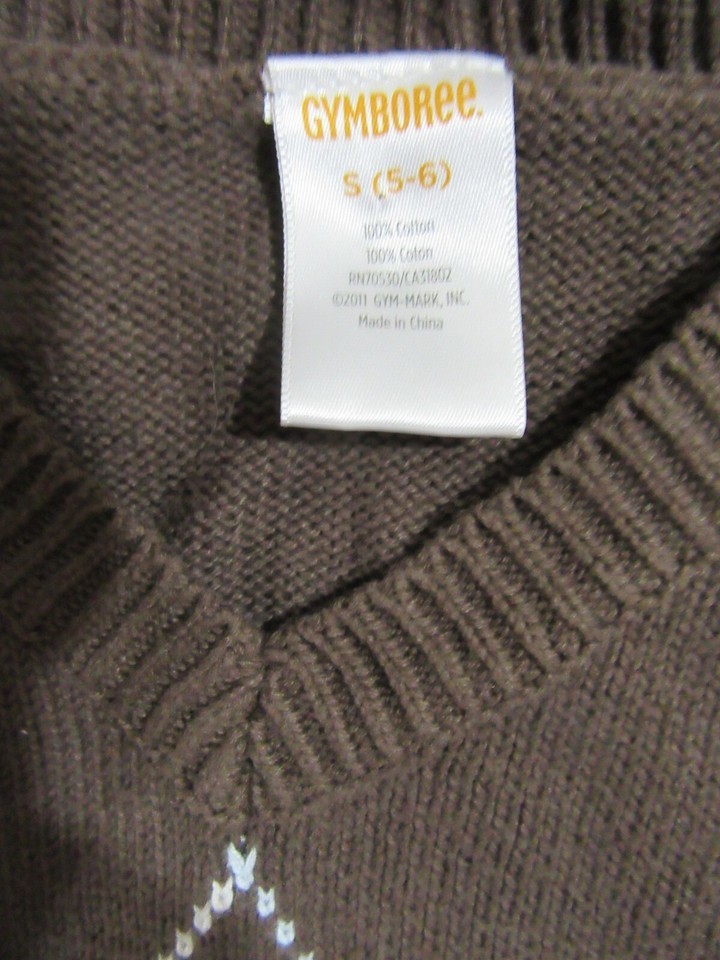 GYMBOREE.
S (5-6)
100% Cotton
100% Coton
RN70530/CA31802
©2011 GYM-MARK, INC.
Made in China